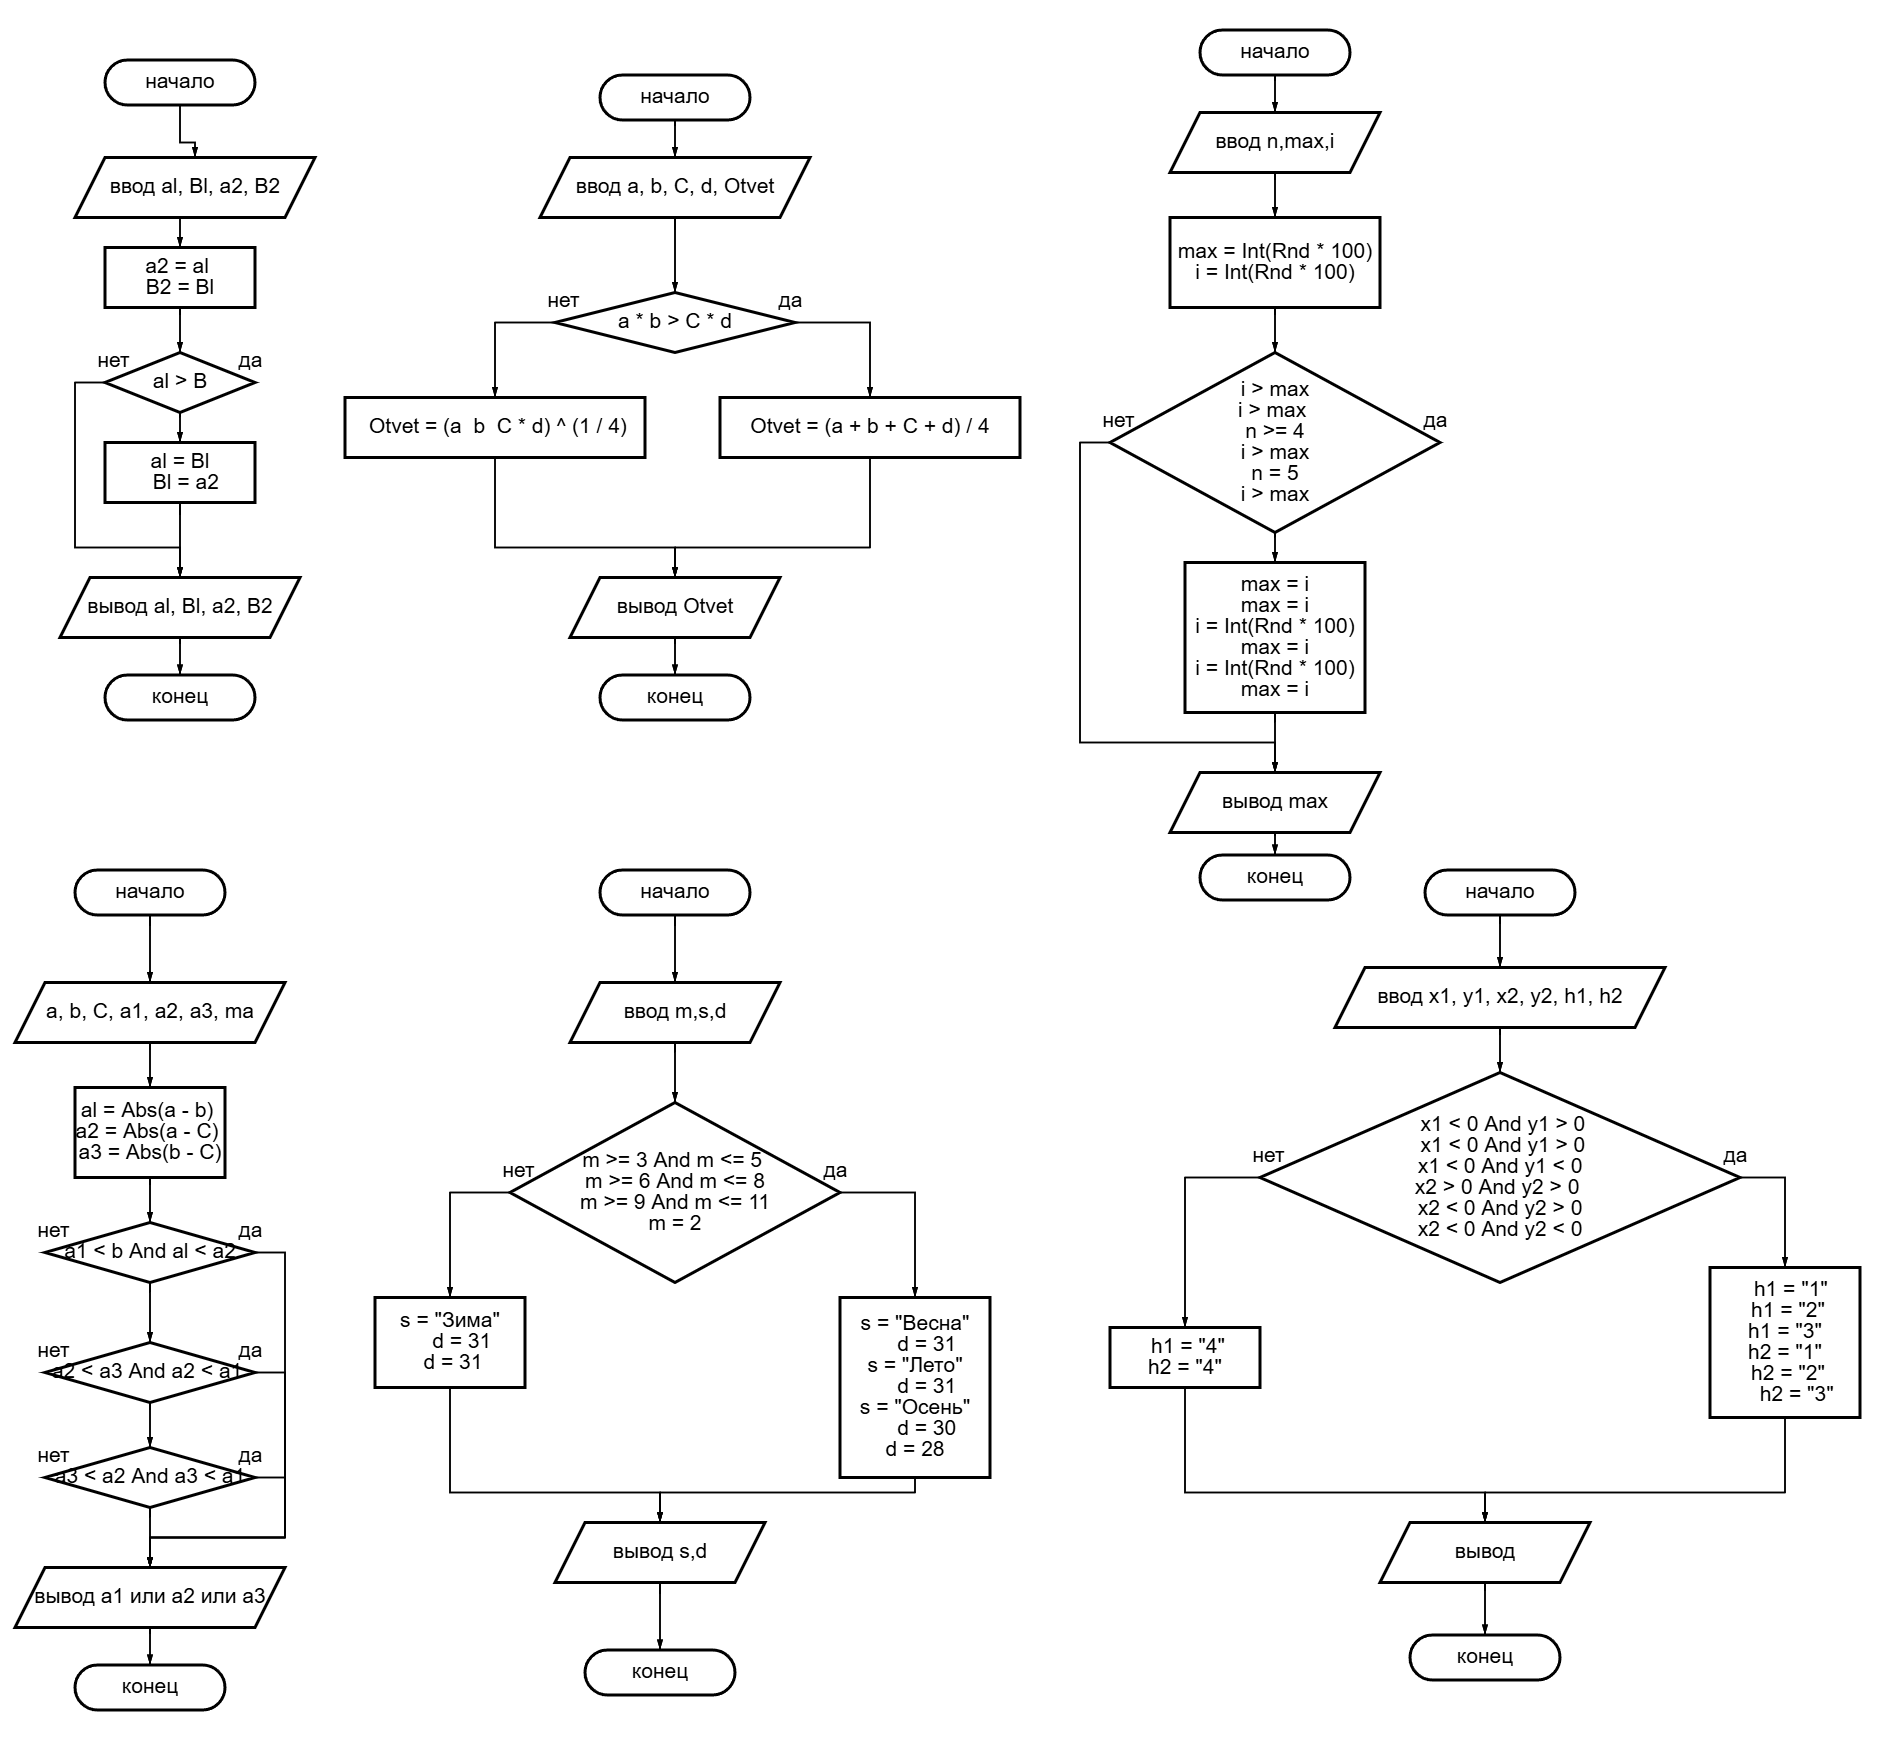 начало
ввод al, Bl, a2, B2
a2 = al
B2 = Bl
нет
да
al > B
al = Bl
Bl = a2
вывод al, Bl, a2, B2
конец
начало
ввод a, b, C, d, Otvet
нет
да
a * b > C * d
Otvet = (a  b  C * d) ^ (1 / 4)
Otvet = (a + b + C + d) / 4
вывод Otvet
конец
начало
ввод n,max,i
max = Int(Rnd * 100)
i = Int(Rnd * 100)
нет
да
i > max
i > max
n >= 4
i > max
n = 5
i > max
max = i
max = i
i = Int(Rnd * 100)
max = i
i = Int(Rnd * 100)
max = i
вывод max
конец
начало
a, b, C, a1, a2, a3, ma
al = Abs(a - b)
a2 = Abs(a - C)
a3 = Abs(b - C)
нет
да
a1 < b And al < a2
нет
да
a2 < a3 And a2 < a1
нет
да
a3 < a2 And a3 < a1
вывод a1 или a2 или a3
конец
начало
ввод m,s,d
нет
да
m >= 3 And m <= 5
m >= 6 And m <= 8
m >= 9 And m <= 11
m = 2
s = "Зима"
d = 31
d = 31
s = "Весна"
d = 31
s = "Лето"
d = 31
s = "Осень"
d = 30
d = 28
вывод s,d
конец
начало
ввод x1, y1, x2, y2, h1, h2
нет
да
x1 < 0 And y1 > 0
x1 < 0 And y1 > 0
x1 < 0 And y1 < 0
x2 > 0 And y2 > 0
x2 < 0 And y2 > 0
x2 < 0 And y2 < 0
h1 = "4"
h2 = "4"
h1 = "1"
h1 = "2"
h1 = "3"
h2 = "1"
h2 = "2"
h2 = "3"
вывод
конец